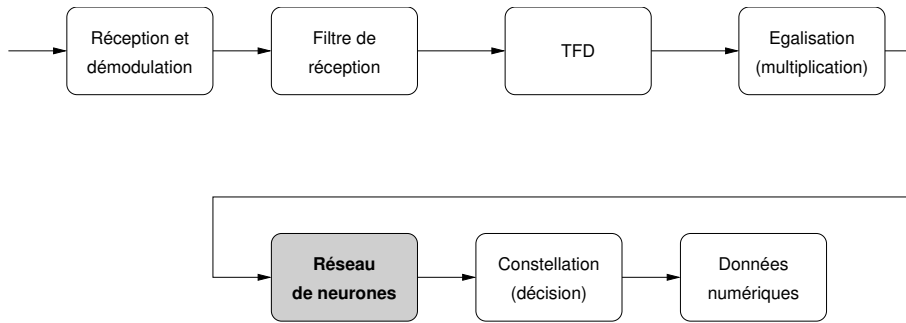 Réception et
démodulation
Filtre de
réception
TFD
Egalisation
(multiplication)
Réseau
de neurones
Constellation
(décision)
Données
numériques